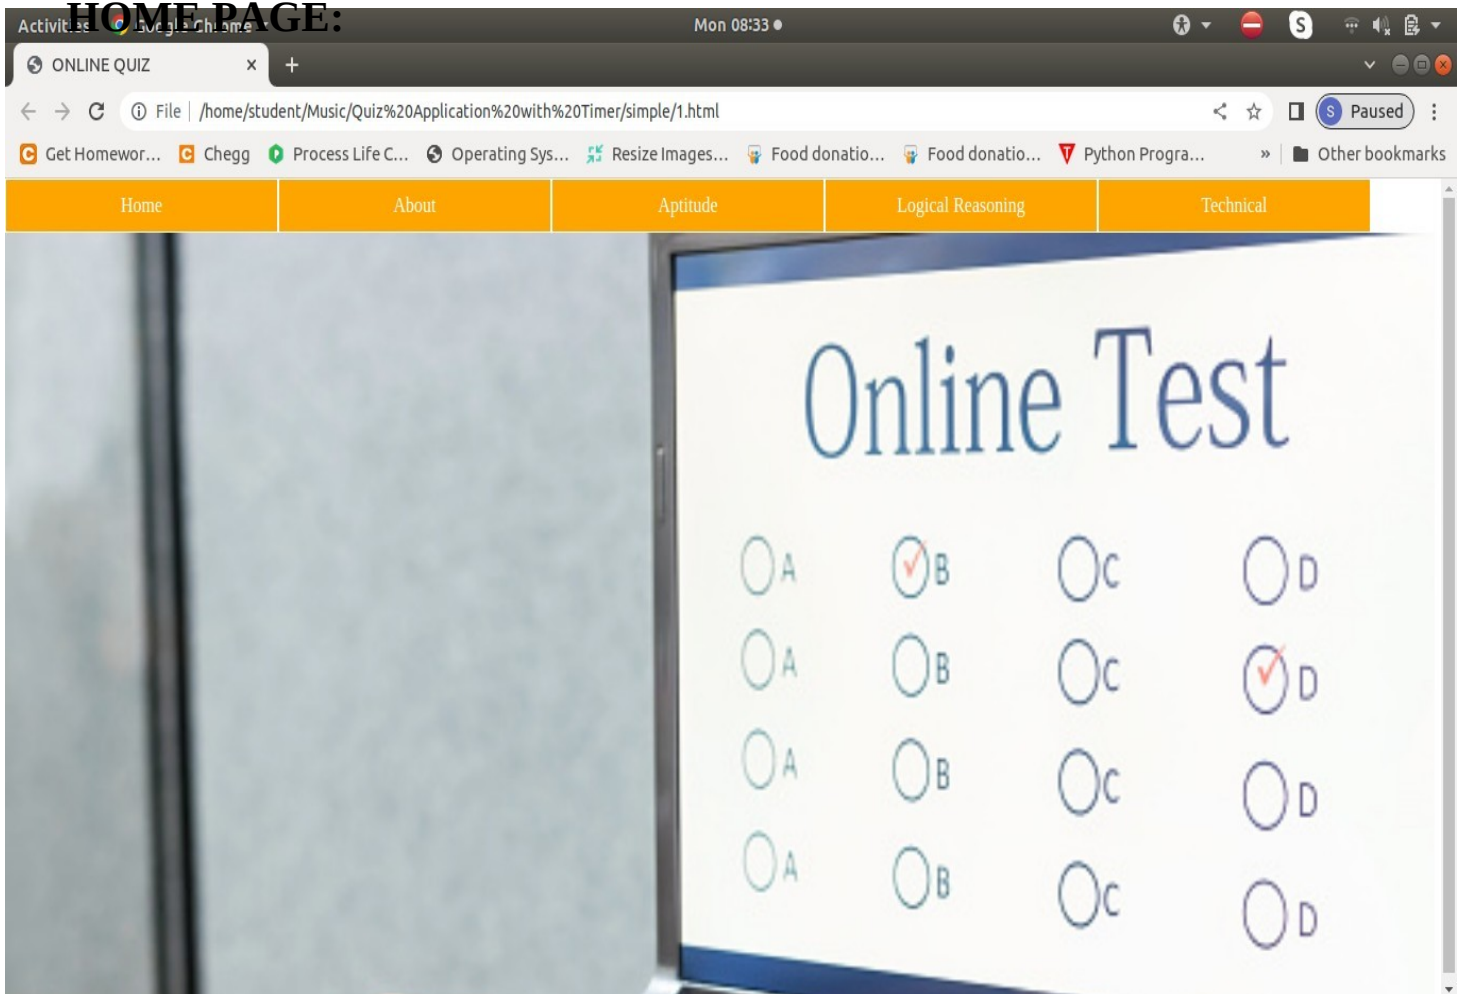 HOME PAGE:
Activities Google Chrome Mon 08:33
ONLINE QUIZ
File /home/student/Music/Quiz%20Application%20with%20Timer/simple/1.html Paused
Get Homewor... Chegg Process Life C... Operating Sys... Resize Images... Food donatio... Food donatio... Python Progra... » Other bookmarks
Home About Aptitude Logical Reasoning Technical
Online Test
A B C D
A B C D
A B C D
A B C D